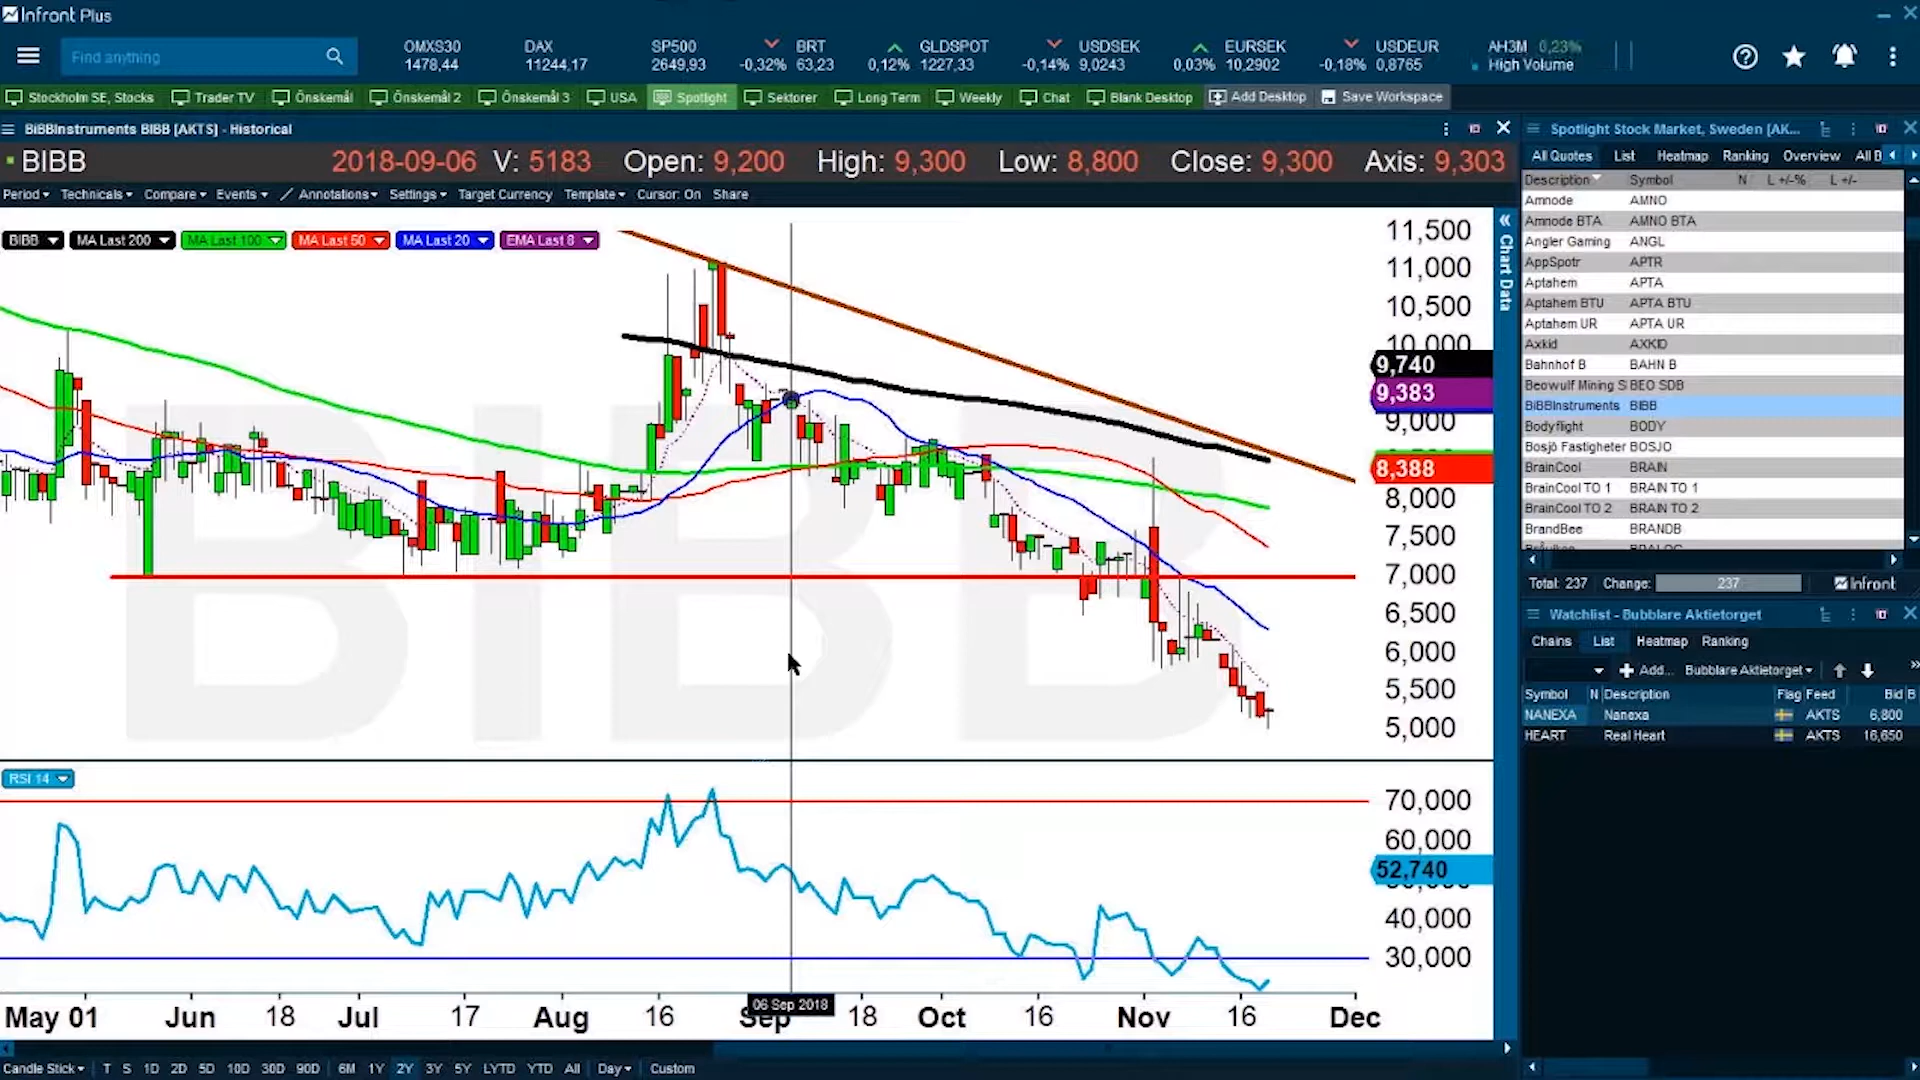 Infront Plus
Find anything
OMXS30 DAX SP500 BRT GLDSPOT USDSEK EURSEK USDEUR AH3M 0,23%
1478,44 11244,17 2649,93 -0,32% 63,23 0,12% 1227,33 -0,14% 9,0243 0,03% 10,2902 -0,18% 0,8765 High Volume
Stockholm SE, Stocks Trader TV Önskemål Önskemål 2 Önskemål 3 USA Spotlight Sektorer Long Term Weekly Chat Blank Desktop Add Desktop Save Workspace
BiBBInstruments BIBB [AKTS] - Historical
BIBB 2018-09-06 V: 5183 Open: 9,200 High: 9,300 Low: 8,800 Close: 9,300 Axis: 9,303
Period Technicals Compare Events Annotations Settings Target Currency Template Cursor: On Share
BIBB MA Last 200 MA Last 100 MA Last 50 MA Last 20 EMA Last 8
BIBB
11,500
11,000
10,500
10,000
9,740
9,383
9,000
8,388
8,000
7,500
7,000
6,500
6,000
5,500
5,000
Chart Data
RSI 14
70,000
60,000
52,740
40,000
30,000
06 Sep 2018
May 01 Jun 18 Jul 17 Aug 16 Sep 18 Oct 16 Nov 16 Dec
Candle Stick T S 1D 2D 5D 10D 30D 90D 6M 1Y 2Y 3Y 5Y LYTD YTD All Day Custom
Spotlight Stock Market, Sweden [AK...
All Quotes List Heatmap Ranking Overview All B
Description Symbol N L +/-% L +/-
Amnode AMNO
Amnode BTA AMNO BTA
Angler Gaming ANGL
AppSpotr APTR
Aptahem APTA
Aptahem BTU APTA BTU
Aptahem UR APTA UR
Axkid AXKID
Bahnhof B BAHN B
Beowulf Mining S BEO SDB
BiBBInstruments BIBB
Bodyflight BODY
Bosjö Fastigheter BOSJO
BrainCool BRAIN
BrainCool TO 1 BRAIN TO 1
BrainCool TO 2 BRAIN TO 2
BrandBee BRANDB
Total: 237 Change: 237 Infront
Watchlist - Bubblare Aktietorget
Chains List Heatmap Ranking
Add... Bubblare Aktietorget
Symbol N Description Flag Feed Bid B
NANEXA Nanexa AKTS 6,800
HEART Real Heart AKTS 16,650